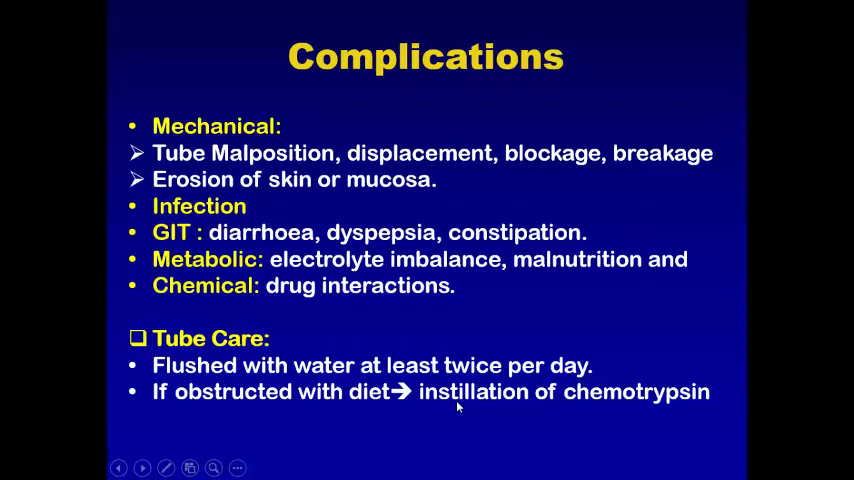 Complications
• Mechanical:
➢ Tube Malposition, displacement, blockage, breakage
➢ Erosion of skin or mucosa.
• Infection
• GIT : diarrhoea, dyspepsia, constipation.
• Metabolic: electrolyte imbalance, malnutrition and
• Chemical: drug interactions.
❑ Tube Care:
• Flushed with water at least twice per day.
• If obstructed with diet➔ instillation of chemotrypsin